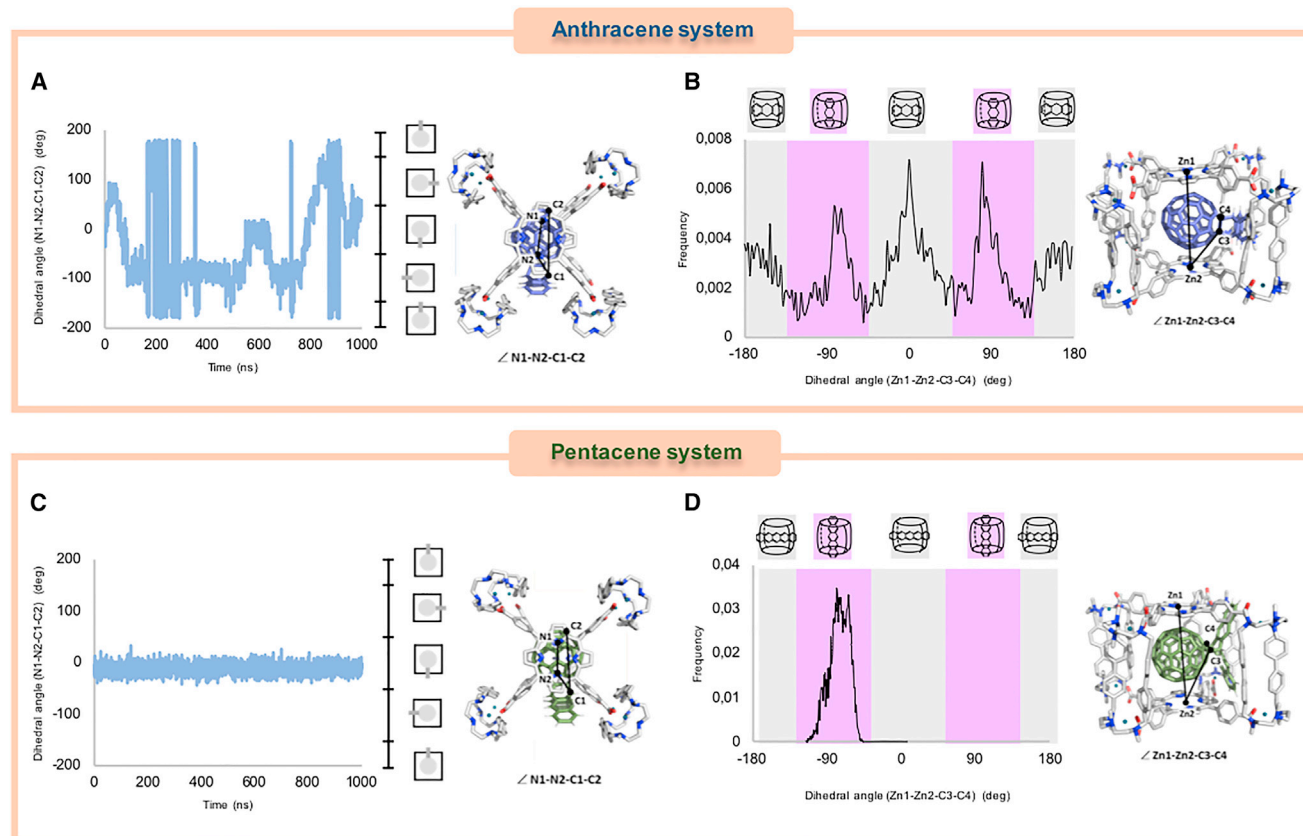 Anthracene system
A
Dihedral angle (N1-N2-C1-C2) (deg)
200
100
0
-100
-200
0 200 400 600 800 1000
Time (ns)
N1
C2
N2
C1
∠ N1-N2-C1-C2
B
Frequency
0,008
0,006
0,004
0,002
0
-180 -90 0 90 180
Dihedral angle (Zn1-Zn2-C3-C4) (deg)
Zn1
C4
C3
Zn2
∠ Zn1-Zn2-C3-C4
Pentacene system
C
Dihedral angle (N1-N2-C1-C2) (deg)
200
100
0
-100
-200
0 200 400 600 800 1000
Time (ns)
C2
N1
N2
C1
∠ N1-N2-C1-C2
D
Frequency
0,04
0,03
0,02
0,01
0
-180 -90 0 90 180
Dihedral angle (Zn1-Zn2-C3-C4) (deg)
Zn1
C4
C3
Zn2
∠ Zn1-Zn2-C3-C4